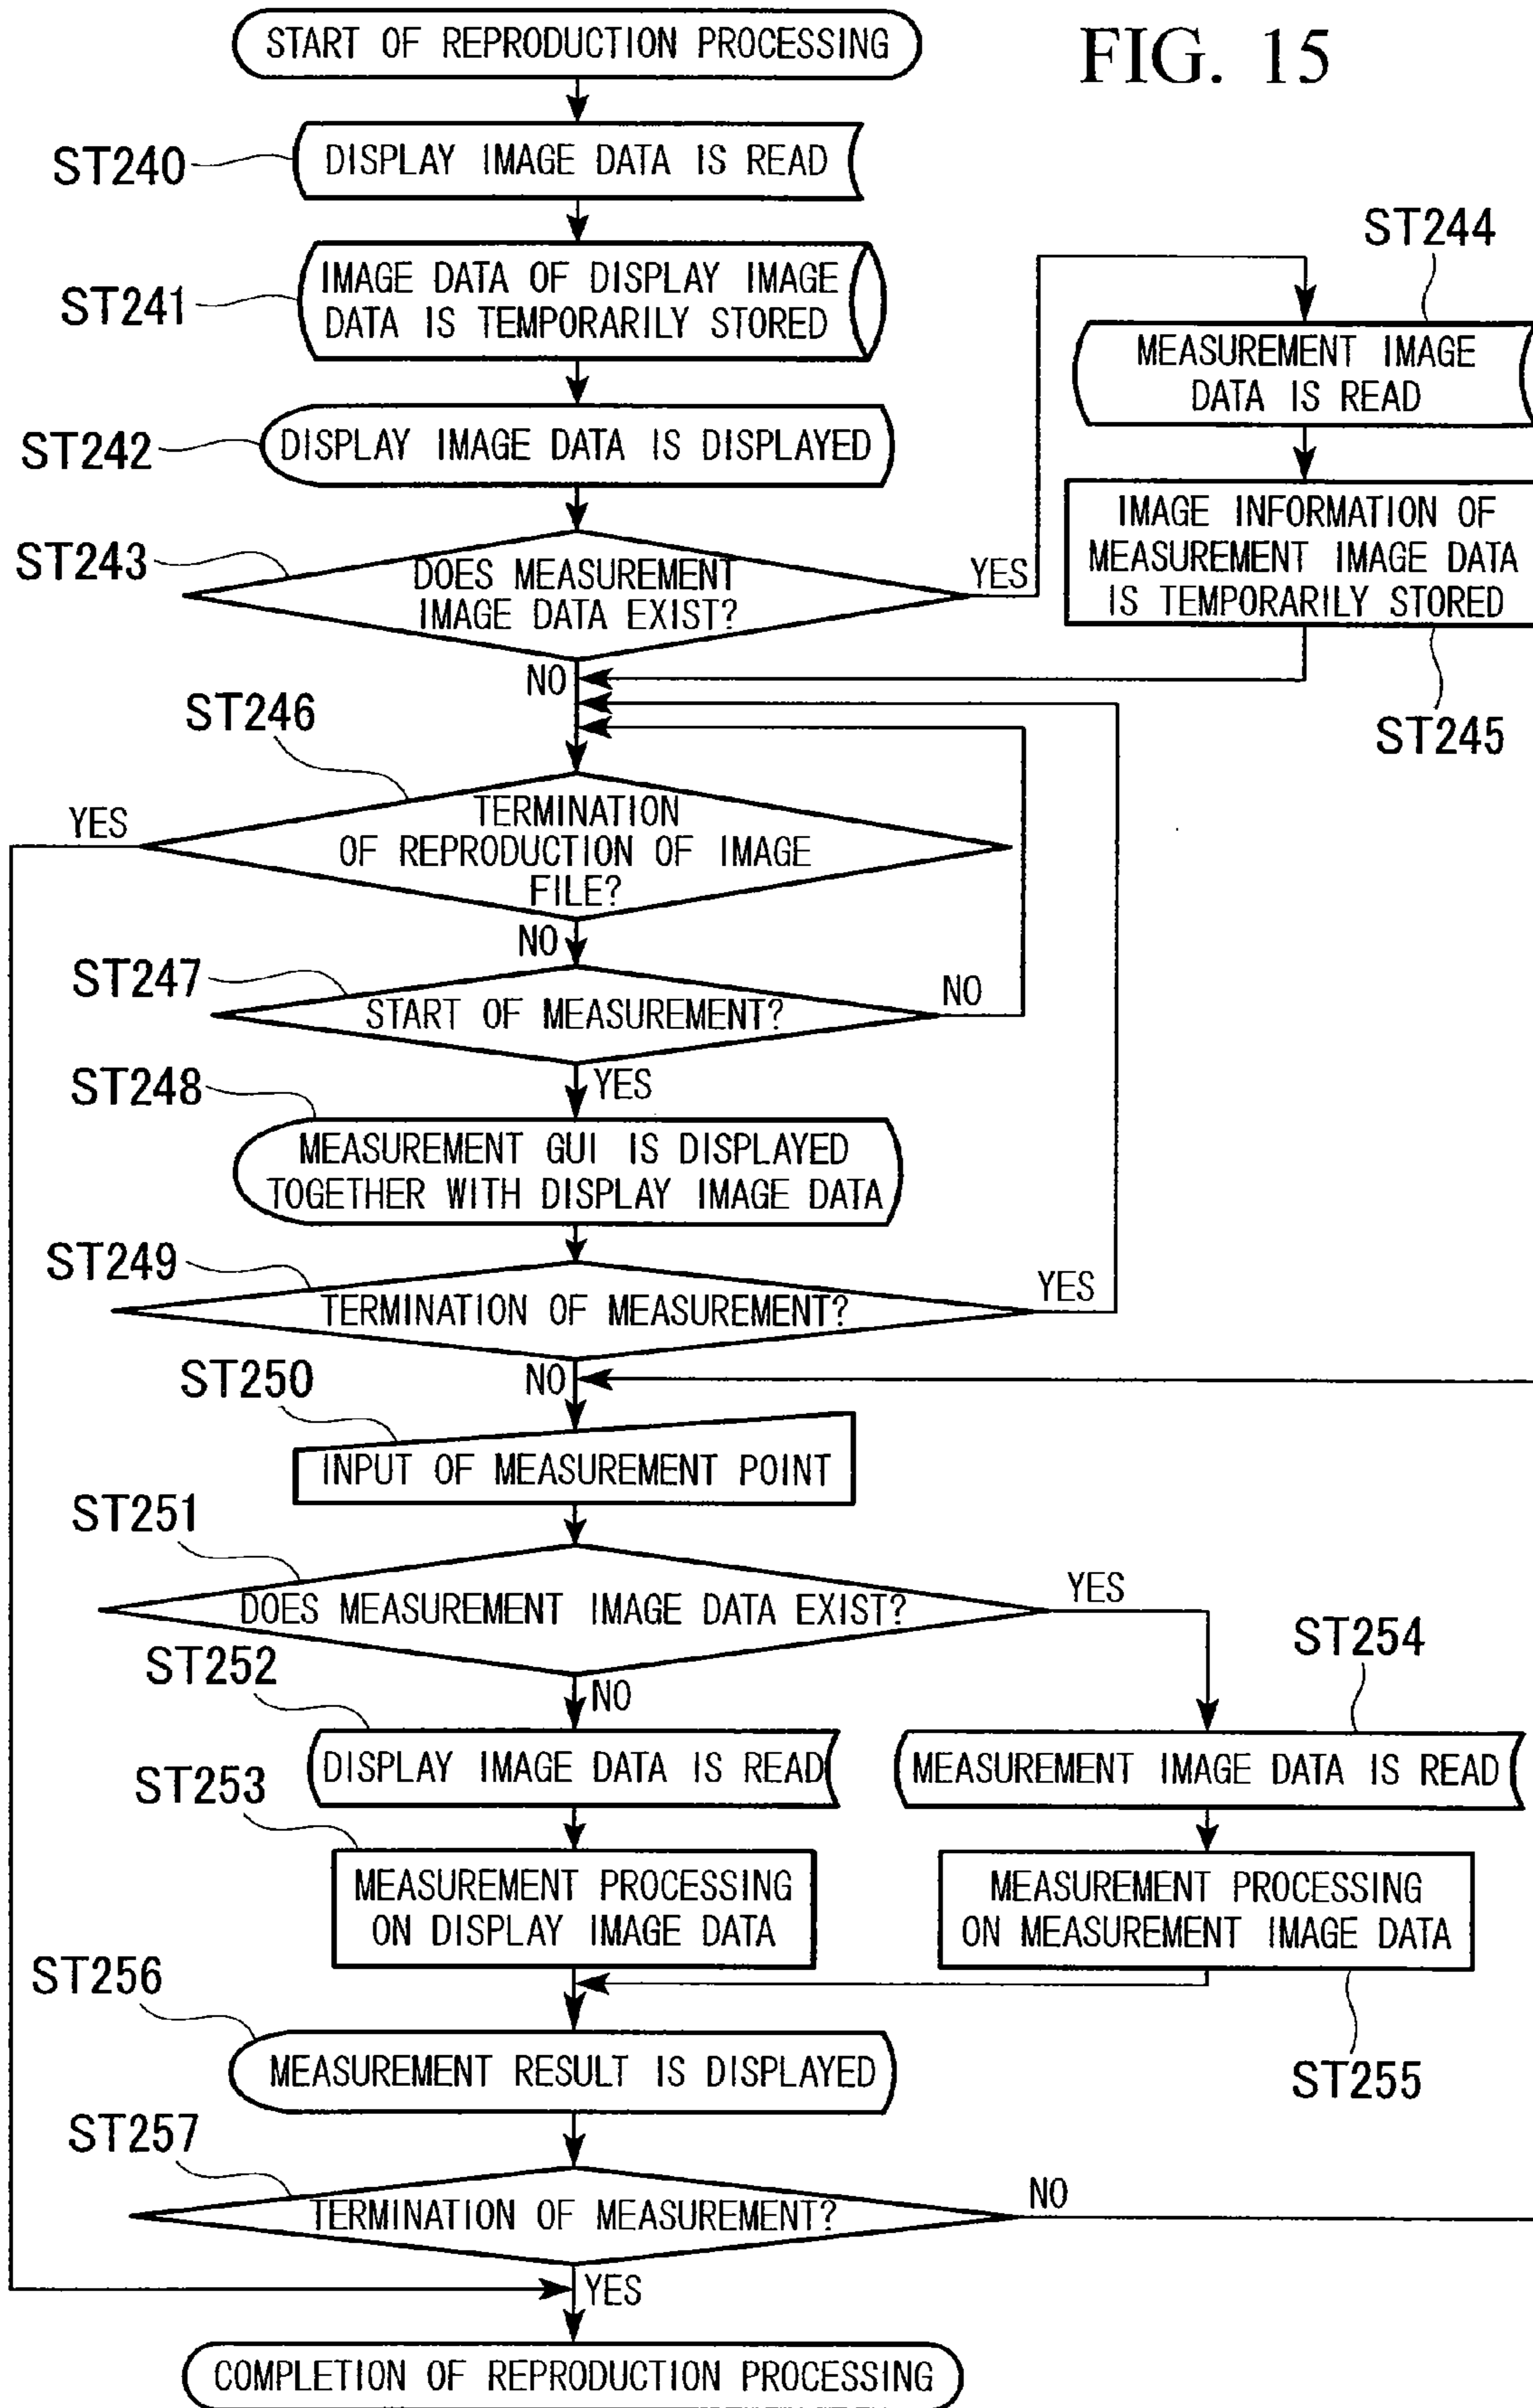 FIG. 15
START OF REPRODUCTION PROCESSING
ST240
DISPLAY IMAGE DATA IS READ
ST241
IMAGE DATA OF DISPLAY IMAGE
DATA IS TEMPORARILY STORED
ST242
DISPLAY IMAGE DATA IS DISPLAYED
ST243
DOES MEASUREMENT
IMAGE DATA EXIST?
YES
NO
ST244
MEASUREMENT IMAGE
DATA IS READ
IMAGE INFORMATION OF
MEASUREMENT IMAGE DATA
IS TEMPORARILY STORED
ST245
ST246
YES
TERMINATION
OF REPRODUCTION OF IMAGE
FILE?
NO
ST247
START OF MEASUREMENT?
NO
YES
ST248
MEASUREMENT GUI IS DISPLAYED
TOGETHER WITH DISPLAY IMAGE DATA
ST249
TERMINATION OF MEASUREMENT?
YES
NO
ST250
INPUT OF MEASUREMENT POINT
ST251
DOES MEASUREMENT IMAGE DATA EXIST?
YES
NO
ST252
DISPLAY IMAGE DATA IS READ
ST253
MEASUREMENT PROCESSING
ON DISPLAY IMAGE DATA
ST254
MEASUREMENT IMAGE DATA IS READ
MEASUREMENT PROCESSING
ON MEASUREMENT IMAGE DATA
ST255
ST256
MEASUREMENT RESULT IS DISPLAYED
ST257
TERMINATION OF MEASUREMENT?
NO
YES
COMPLETION OF REPRODUCTION PROCESSING